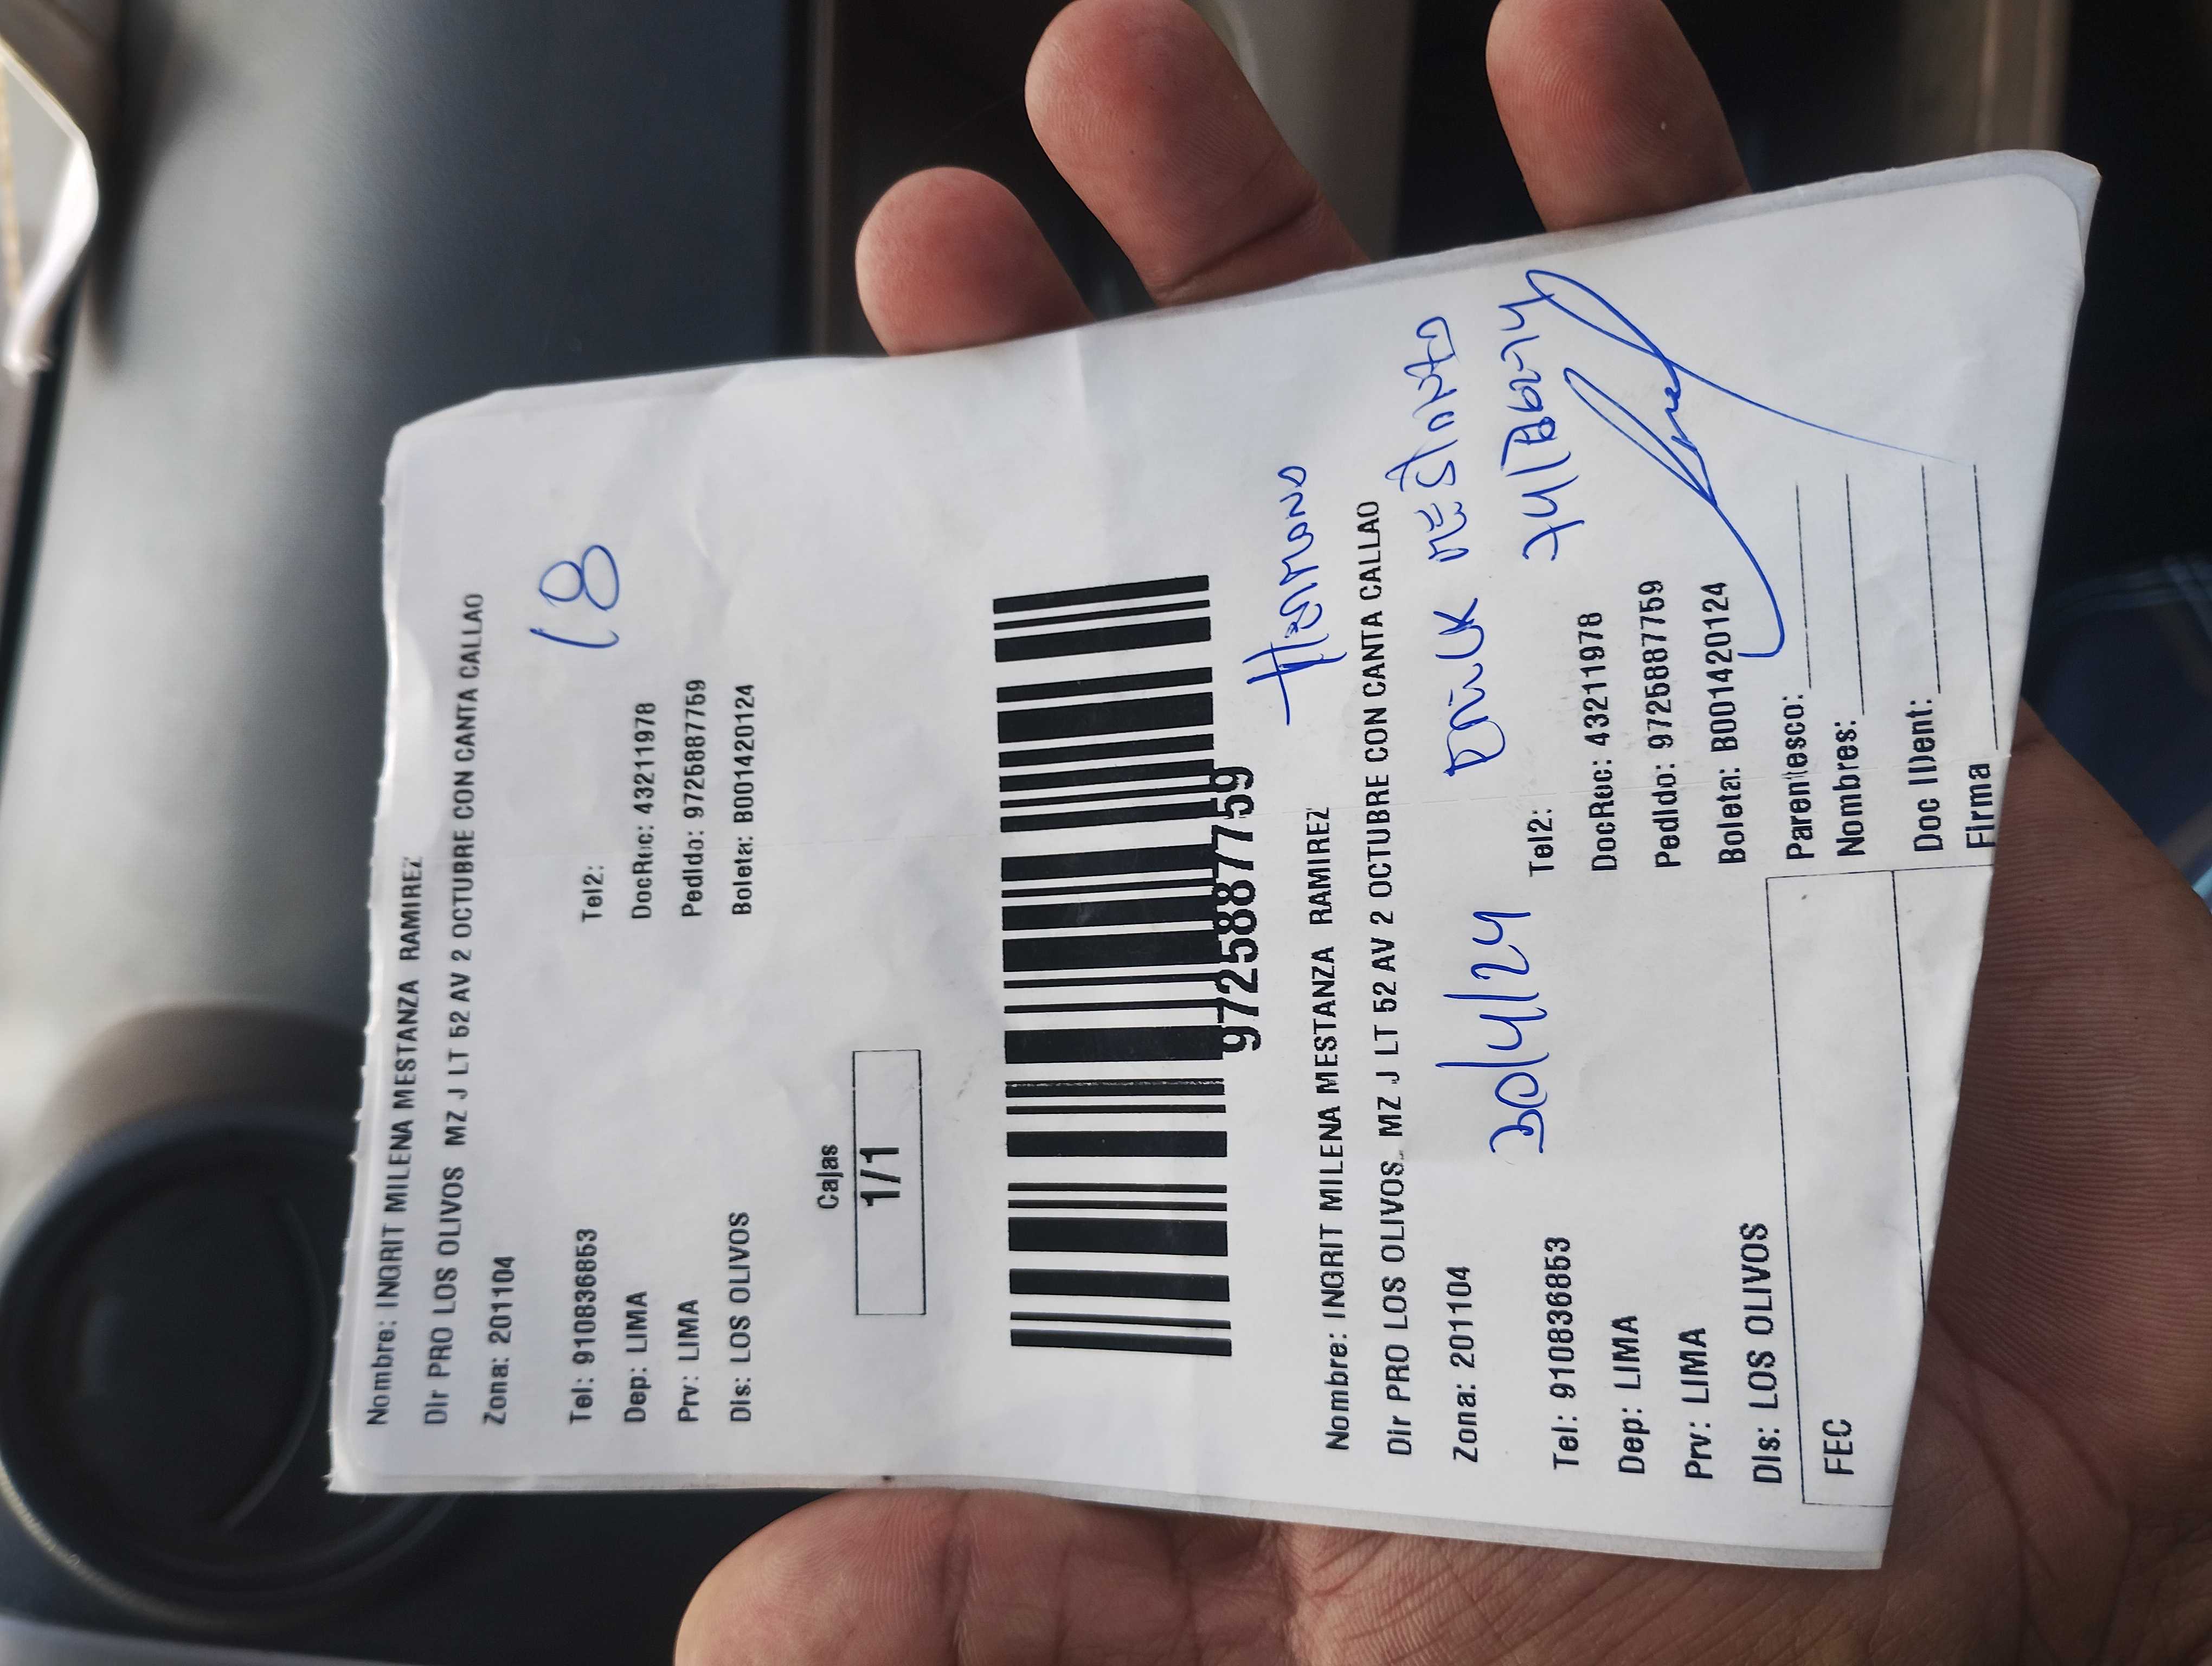 Nombre: INGRIT MILENA MESTANZA RAMIREZ
Dir PRO LOS OLIVOS MZ J LT 52 AV 2 OCTUBRE CON CANTA CALLAO
Zona: 201104
18
Tel: 910836853 Tel2:
Dep: LIMA DocRec: 43211978
Prv: LIMA Pedido: 9725887759
Dis: LOS OLIVOS Boleta: B001420124
Cajas
1/1
9725887759
Hermano
Nombre: INGRIT MILENA MESTANZA RAMIREZ
Dir PRO LOS OLIVOS MZ J LT 52 AV 2 OCTUBRE CON CANTA CALLAO
Zona: 201104
30/4/24
Tel: 910836853 Tel2:
Dep: LIMA DocRec: 43211978
Prv: LIMA Pedido: 9725887759
Dis: LOS OLIVOS Boleta: B001420124
FEC
Parentesco:
Nombres:
Doc IDent:
Firma